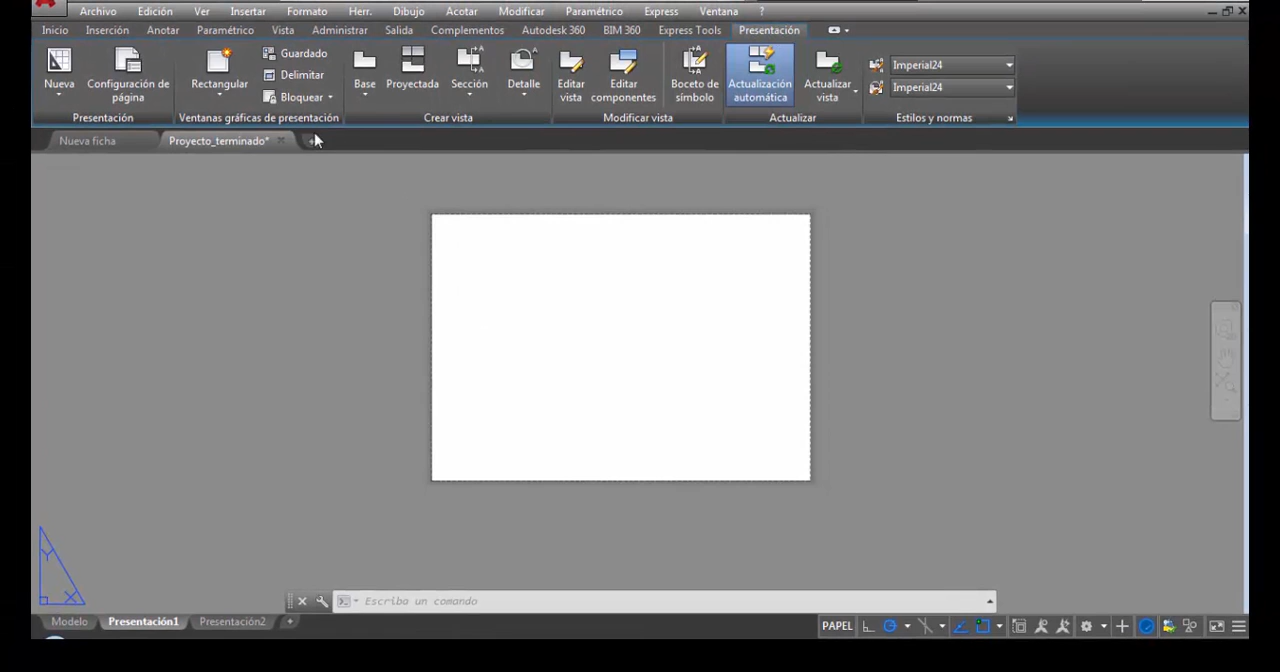 Archivo Edición Ver Insertar Formato Herr. Dibujo Acotar Modificar Paramétrico Express Ventana ?
Inicio Inserción Anotar Paramétrico Vista Administrar Salida Complementos Autodesk 360 BIM 360 Express Tools Presentación
Nueva
Configuración de
página
Presentación
Rectangular
Guardado
Delimitar
Bloquear
Ventanas gráficas de presentación
Base
Proyectada
Sección
Detalle
Crear vista
Editar
vista
Editar
componentes
Modificar vista
Boceto de
símbolo
Actualización
automática
Actualizar
vista
Actualizar
Imperial24
Imperial24
Estilos y normas
Nueva ficha Proyecto_terminado*
Y
X
Escriba un comando
Modelo Presentación1 Presentación2 +
PAPEL